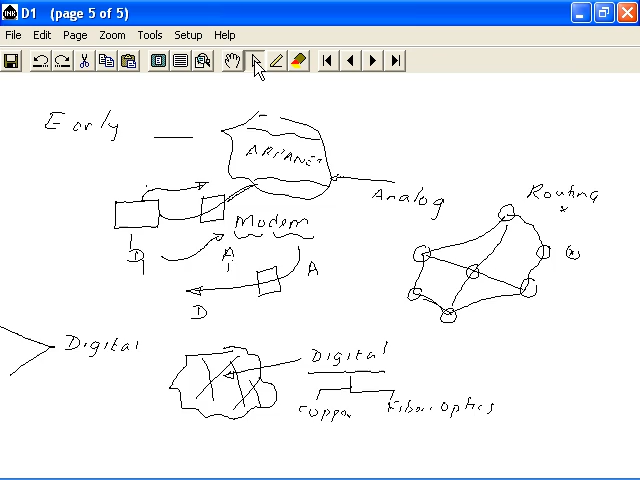 D1 (page 5 of 5)
File Edit Page Zoom Tools Setup Help
Early
ARPANET
Analog
Routing
x
Modem
D A
A
D
x
Digital
Digital
Copper Fiber optics